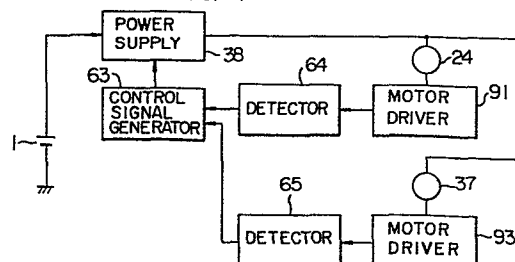 POWER
SUPPLY
38
24
63
64
91
CONTROL
SIGNAL
GENERATOR
DETECTOR
MOTOR
DRIVER
1
37
65
93
DETECTOR
MOTOR
DRIVER